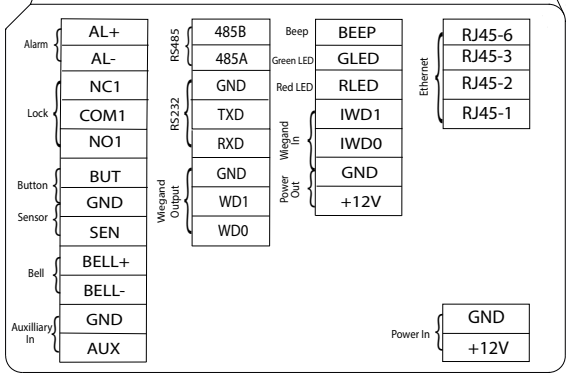 Alarm
AL+
AL-
Lock
NC1
COM1
NO1
Button
Sensor
BUT
GND
SEN
Bell
BELL+
BELL-
Auxilliary
In
GND
AUX
RS485
485B
485A
RS232
GND
TXD
RXD
Wiegand
Output
GND
WD1
WD0
Beep
BEEP
Green LED
GLED
Red LED
RLED
Wiegand
In
IWD1
IWD0
Power
Out
GND
+12V
Ethernet
RJ45-6
RJ45-3
RJ45-2
RJ45-1
Power In
GND
+12V